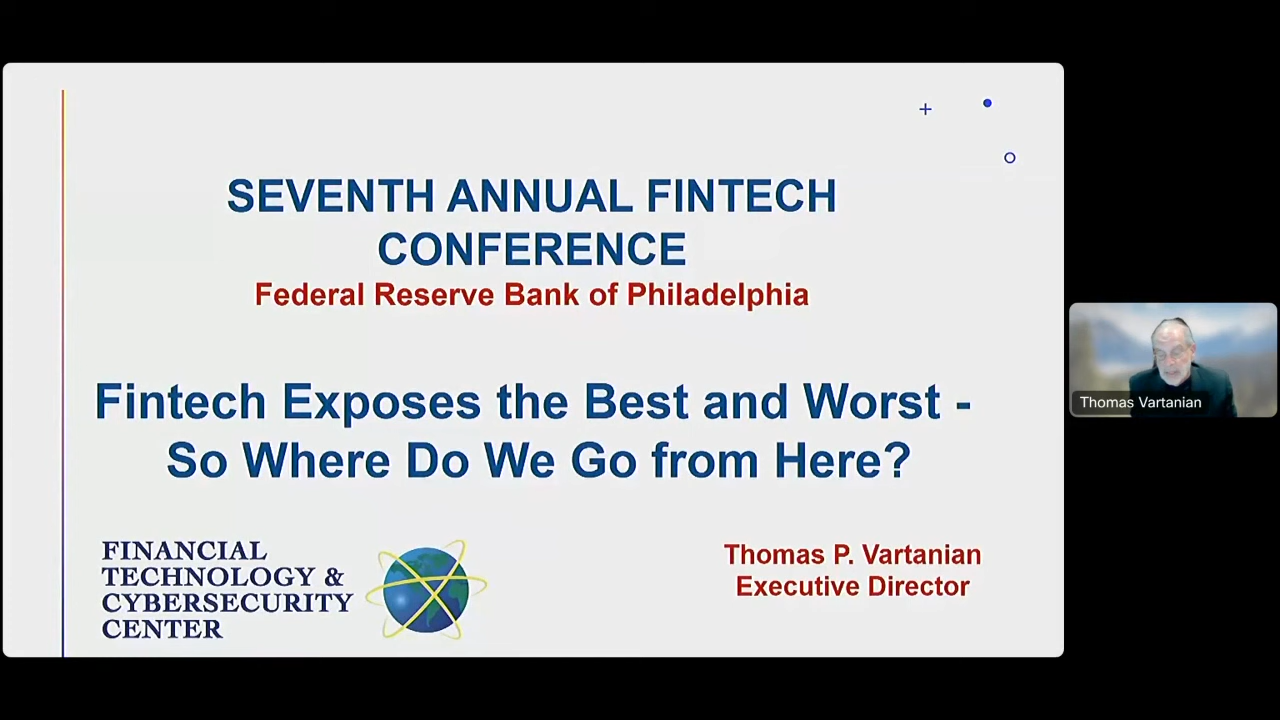 SEVENTH ANNUAL FINTECH
CONFERENCE
Federal Reserve Bank of Philadelphia
Fintech Exposes the Best and Worst -
So Where Do We Go from Here?
FINANCIAL
TECHNOLOGY &
CYBERSECURITY
CENTER
Thomas P. Vartanian
Executive Director
Thomas Vartanian